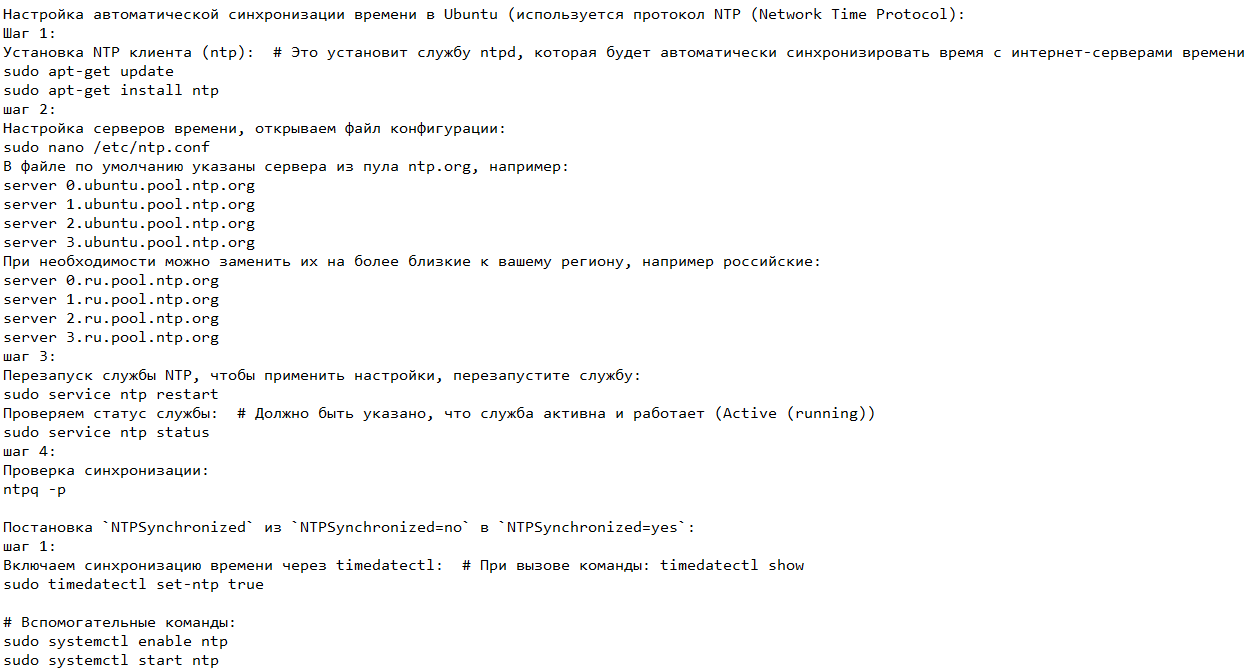 Настройка автоматической синхронизации времени в Ubuntu (используется протокол NTP (Network Time Protocol):
Шаг 1:
Установка NTP клиента (ntp):  # Это установит службу ntpd, которая будет автоматически синхронизировать время с интернет-серверами времени
sudo apt-get update
sudo apt-get install ntp
шаг 2:
Настройка серверов времени, открываем файл конфигурации:
sudo nano /etc/ntp.conf
В файле по умолчанию указаны сервера из пула ntp.org, например:
server 0.ubuntu.pool.ntp.org
server 1.ubuntu.pool.ntp.org
server 2.ubuntu.pool.ntp.org
server 3.ubuntu.pool.ntp.org
При необходимости можно заменить их на более близкие к вашему региону, например российские:
server 0.ru.pool.ntp.org
server 1.ru.pool.ntp.org
server 2.ru.pool.ntp.org
server 3.ru.pool.ntp.org
шаг 3:
Перезапуск службы NTP, чтобы применить настройки, перезапустите службу:
sudo service ntp restart
Проверяем статус службы:  # Должно быть указано, что служба активна и работает (Active (running))
sudo service ntp status
шаг 4:
Проверка синхронизации:
ntpq -p

Постановка `NTPSynchronized` из `NTPSynchronized=no` в `NTPSynchronized=yes`:
шаг 1:
Включаем синхронизацию времени через timedatectl:  # При вызове команды: timedatectl show
sudo timedatectl set-ntp true

# Вспомогательные команды:
sudo systemctl enable ntp
sudo systemctl start ntp